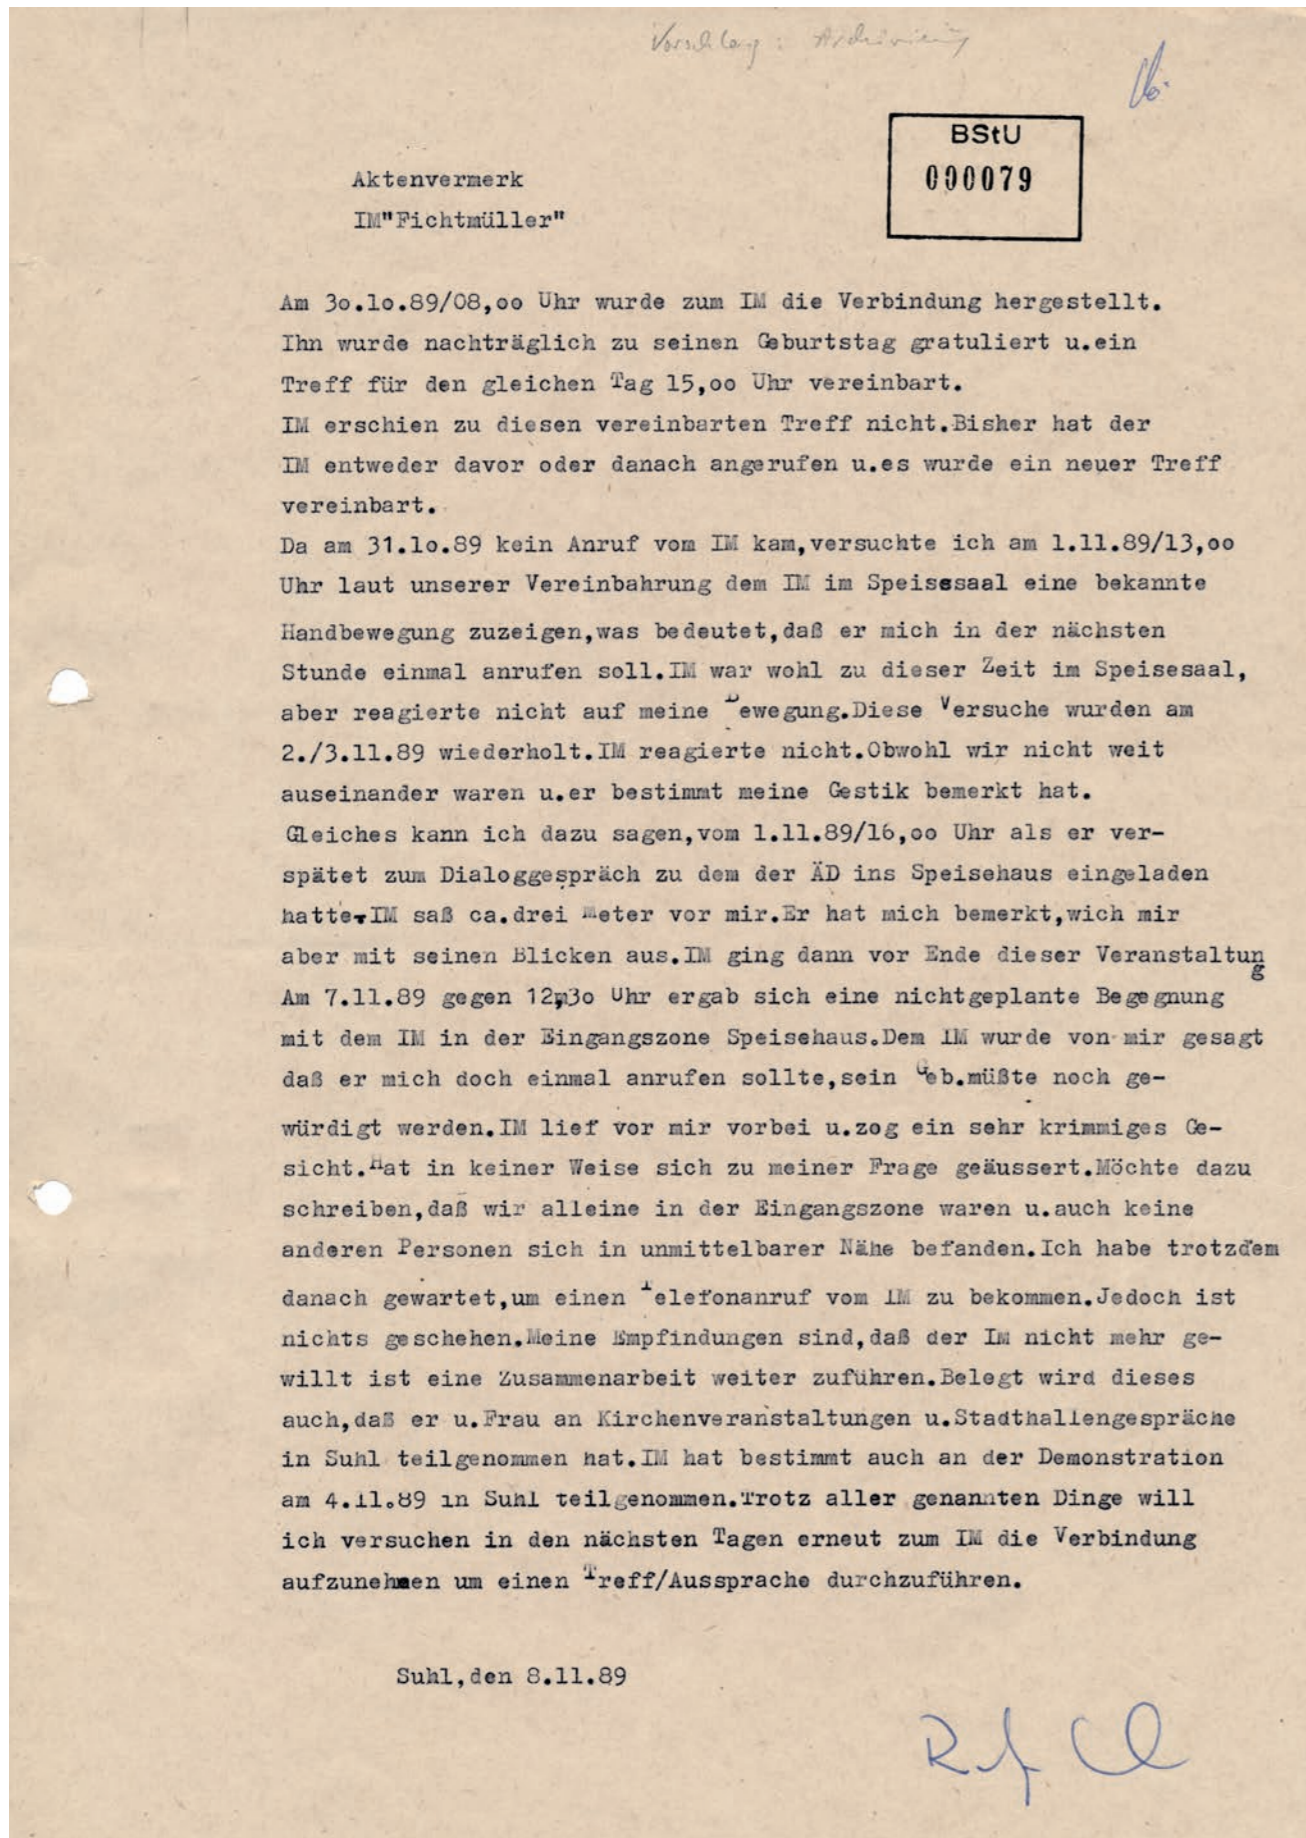 Vorschlag: Archivierung
BStU
000079
Aktenvermerk
IM"Fichtmüller"
Am 3o.lo.89/08,oo Uhr wurde zum IM die Verbindung hergestellt.
Ihn wurde nachträglich zu seinen Geburtstag gratuliert u.ein
Treff für den gleichen Tag 15,oo Uhr vereinbart.
IM erschien zu diesen vereinbarten Treff nicht.Bisher hat der
IM entweder davor oder danach angerufen u.es wurde ein neuer Treff
vereinbart.
Da am 31.lo.89 kein Anruf vom IM kam,versuchte ich am 1.11.89/13,oo
Uhr laut unserer Vereinbahrung dem IM im Speisesaal eine bekannte
Handbewegung zuzeigen,was bedeutet,daß er mich in der nächsten
Stunde einmal anrufen soll.IM war wohl zu dieser Zeit im Speisesaal,
aber reagierte nicht auf meine Bewegung.Diese Versuche wurden am
2./3.11.89 wiederholt.IM reagierte nicht.Obwohl wir nicht weit
auseinander waren u.er bestimmt meine Gestik bemerkt hat.
Gleiches kann ich dazu sagen,vom 1.11.89/16,oo Uhr als er ver-
spätet zum Dialoggespräch zu dem der ÄD ins Speisehaus eingeladen
hatte.IM saß ca.drei Meter vor mir.Er hat mich bemerkt,wich mir
aber mit seinen Blicken aus.IM ging dann vor Ende dieser Veranstaltung
Am 7.11.89 gegen 12,3o Uhr ergab sich eine nichtgeplante Begegnung
mit dem IM in der Eingangszone Speisehaus.Dem IM wurde von mir gesagt
daß er mich doch einmal anrufen sollte,sein Geb.müßte noch ge-
würdigt werden.IM lief vor mir vorbei u.zog ein sehr krimmiges Ge-
sicht.Hat in keiner Weise sich zu meiner Frage geäussert.Möchte dazu
schreiben,daß wir alleine in der Eingangszone waren u.auch keine
anderen Personen sich in unmittelbarer Nähe befanden.Ich habe trotzdem
danach gewartet,um einen Telefonanruf vom IM zu bekommen.Jedoch ist
nichts geschehen.Meine Empfindungen sind,daß der Im nicht mehr ge-
willt ist eine Zusammenarbeit weiter zuführen.Belegt wird dieses
auch,daß er u.Frau an Kirchenveranstaltungen u.Stadthallengespräche
in Suhl teilgenommen hat.IM hat bestimmt auch an der Demonstration
am 4.11.89 in Suhl teilgenommen.Trotz aller genannten Dinge will
ich versuchen in den nächsten Tagen erneut zum IM die Verbindung
aufzunehmen um einen Treff/Aussprache durchzuführen.
Suhl,den 8.11.89